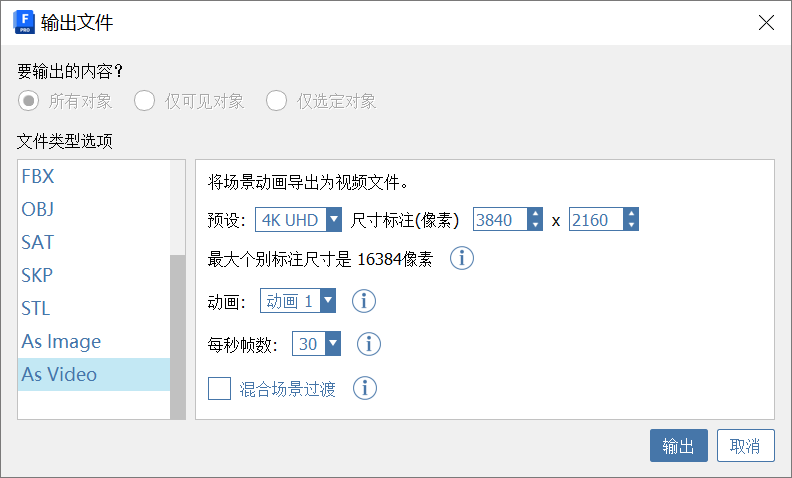 F
PRO
输出文件
要输出的内容？
所有对象 仅可见对象 仅选定对象
文件类型选项
FBX
OBJ
SAT
SKP
STL
As Image
As Video
将场景动画导出为视频文件。
预设: 4K UHD 尺寸标注(像素) 3840 x 2160
最大个别标注尺寸是 16384像素 i
动画: 动画 1 i
每秒帧数: 30 i
混合场景过渡 i
输出 取消